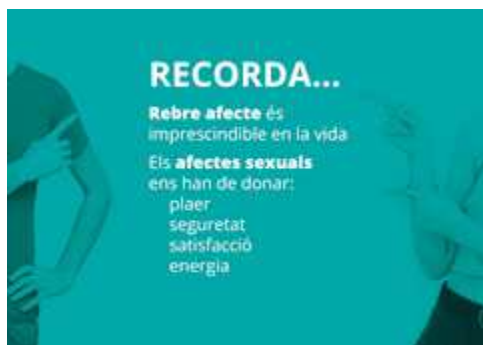 RECORDA...
Rebre afecte és
imprescindible en la vida
Els afectes sexuals
ens han de donar:
plaer
seguretat
satisfacció
energia